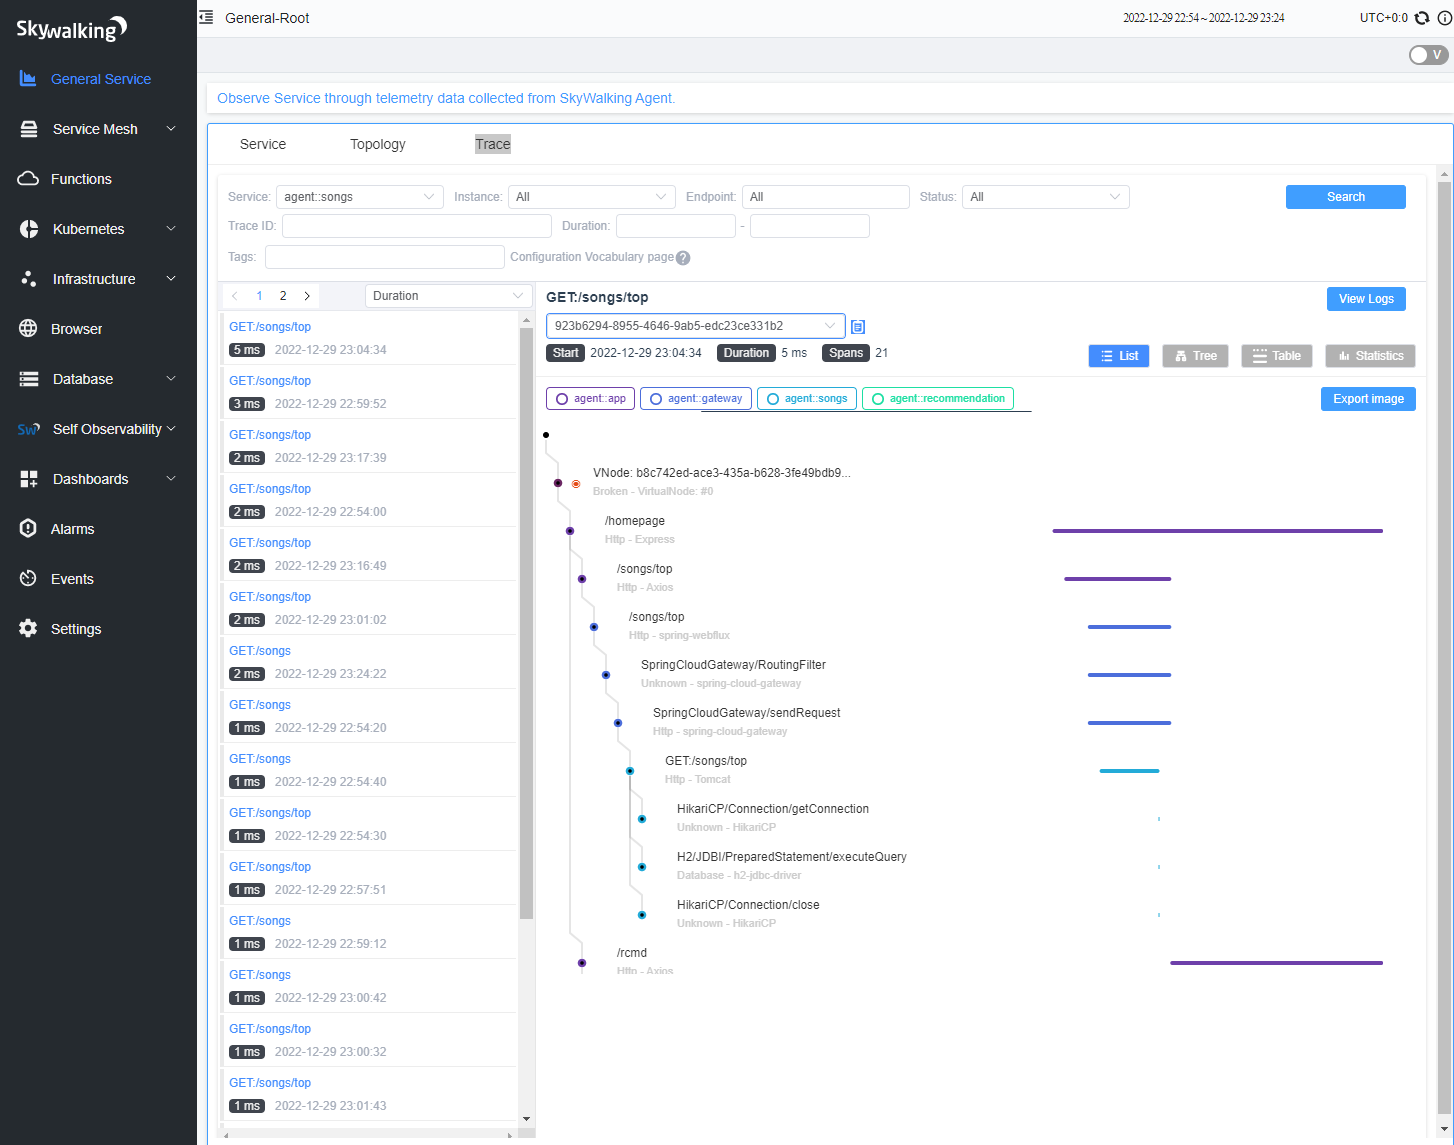 Skywalking
General-Root
2022-12-29 22:54 ~ 2022-12-29 23:24
UTC+0:0
V
General Service
Service Mesh
Functions
Kubernetes
Infrastructure
Browser
Database
Sw
Self Observability
Dashboards
Alarms
Events
Settings
Observe Service through telemetry data collected from SkyWalking Agent.
Service Topology Trace
Service: agent::songs Instance: All Endpoint: All Status: All Search
Trace ID: Duration: -
Tags: Configuration Vocabulary page ?
1 2 Duration
GET:/songs/top
5 ms 2022-12-29 23:04:34
GET:/songs/top
3 ms 2022-12-29 22:59:52
GET:/songs/top
2 ms 2022-12-29 23:17:39
GET:/songs/top
2 ms 2022-12-29 22:54:00
GET:/songs/top
2 ms 2022-12-29 23:16:49
GET:/songs/top
2 ms 2022-12-29 23:01:02
GET:/songs
2 ms 2022-12-29 23:24:22
GET:/songs
1 ms 2022-12-29 22:54:20
GET:/songs
1 ms 2022-12-29 22:54:40
GET:/songs/top
1 ms 2022-12-29 22:54:30
GET:/songs/top
1 ms 2022-12-29 22:57:51
GET:/songs
1 ms 2022-12-29 22:59:12
GET:/songs
1 ms 2022-12-29 23:00:42
GET:/songs/top
1 ms 2022-12-29 23:00:32
GET:/songs/top
1 ms 2022-12-29 23:01:43
GET:/songs/top
View Logs
923b6294-8955-4646-9ab5-edc23ce331b2
Start 2022-12-29 23:04:34 Duration 5 ms Spans 21
List Tree Table Statistics
agent::app agent::gateway agent::songs agent::recommendation
Export image
VNode: b8c742ed-ace3-435a-b628-3fe49bdb9...
Broken - VirtualNode: #0
/homepage
Http - Express
/songs/top
Http - Axios
/songs/top
Http - spring-webflux
SpringCloudGateway/RoutingFilter
Unknown - spring-cloud-gateway
SpringCloudGateway/sendRequest
Http - spring-cloud-gateway
GET:/songs/top
Http - Tomcat
HikariCP/Connection/getConnection
Unknown - HikariCP
H2/JDBI/PreparedStatement/executeQuery
Database - h2-jdbc-driver
HikariCP/Connection/close
Unknown - HikariCP
/rcmd
Http - Axios